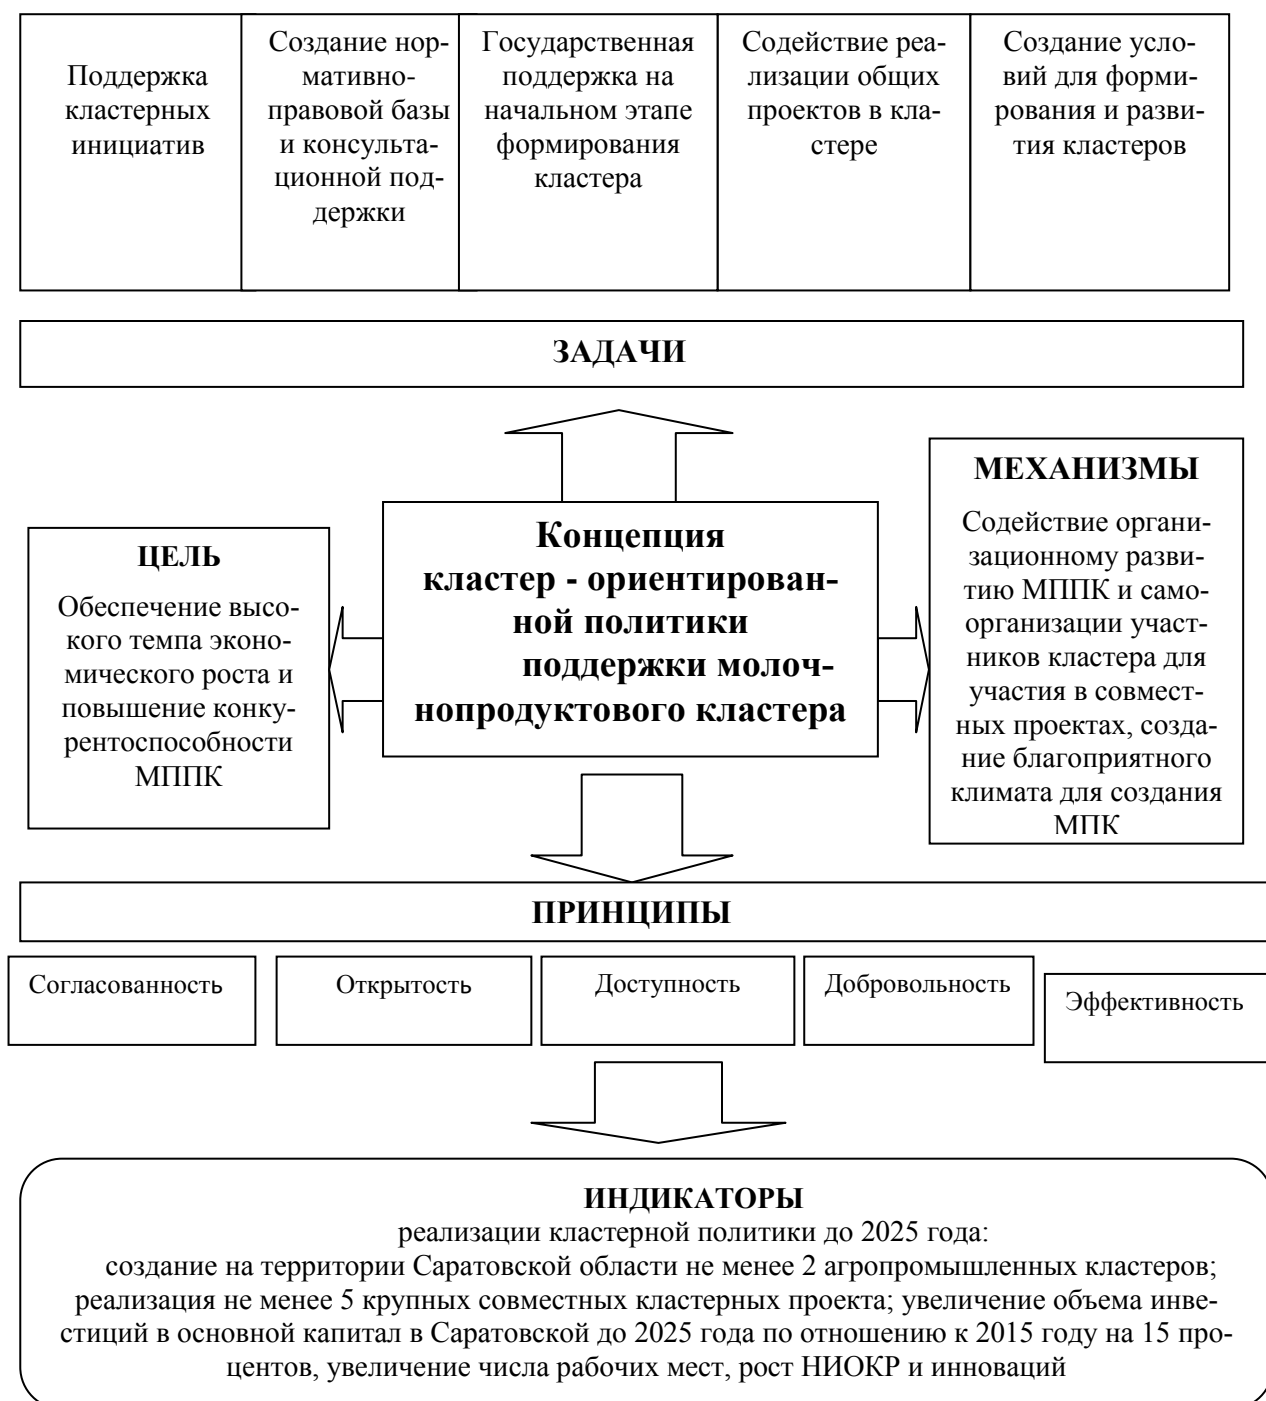 Поддержка
кластерных
инициатив
Создание нор-
мативно-
правовой базы
и консульта-
ционной под-
держки
Государственная
поддержка на
начальном этапе
формирования
кластера
Содействие реа-
лизации общих
проектов в кла-
стере
Создание усло-
вий для форми-
рования и разви-
тия кластеров
ЗАДАЧИ
ЦЕЛЬ
Обеспечение высо-
кого темпа эконо-
мического роста и
повышение конку-
рентоспособности
МППК
Концепция
кластер - ориентирован-
ной политики
поддержки молоч-
нопродуктового кластера
МЕХАНИЗМЫ
Содействие органи-
зационному разви-
тию МППК и само-
организации участ-
ников кластера для
участия в совмест-
ных проектах, созда-
ние благоприятного
климата для создания
МПК
ПРИНЦИПЫ
Согласованность
Открытость
Доступность
Добровольность
Эффективность
ИНДИКАТОРЫ
реализации кластерной политики до 2025 года:
создание на территории Саратовской области не менее 2 агропромышленных кластеров;
реализация не менее 5 крупных совместных кластерных проекта; увеличение объема инве-
стиций в основной капитал в Саратовской до 2025 года по отношению к 2015 году на 15 про-
центов, увеличение числа рабочих мест, рост НИОКР и инноваций